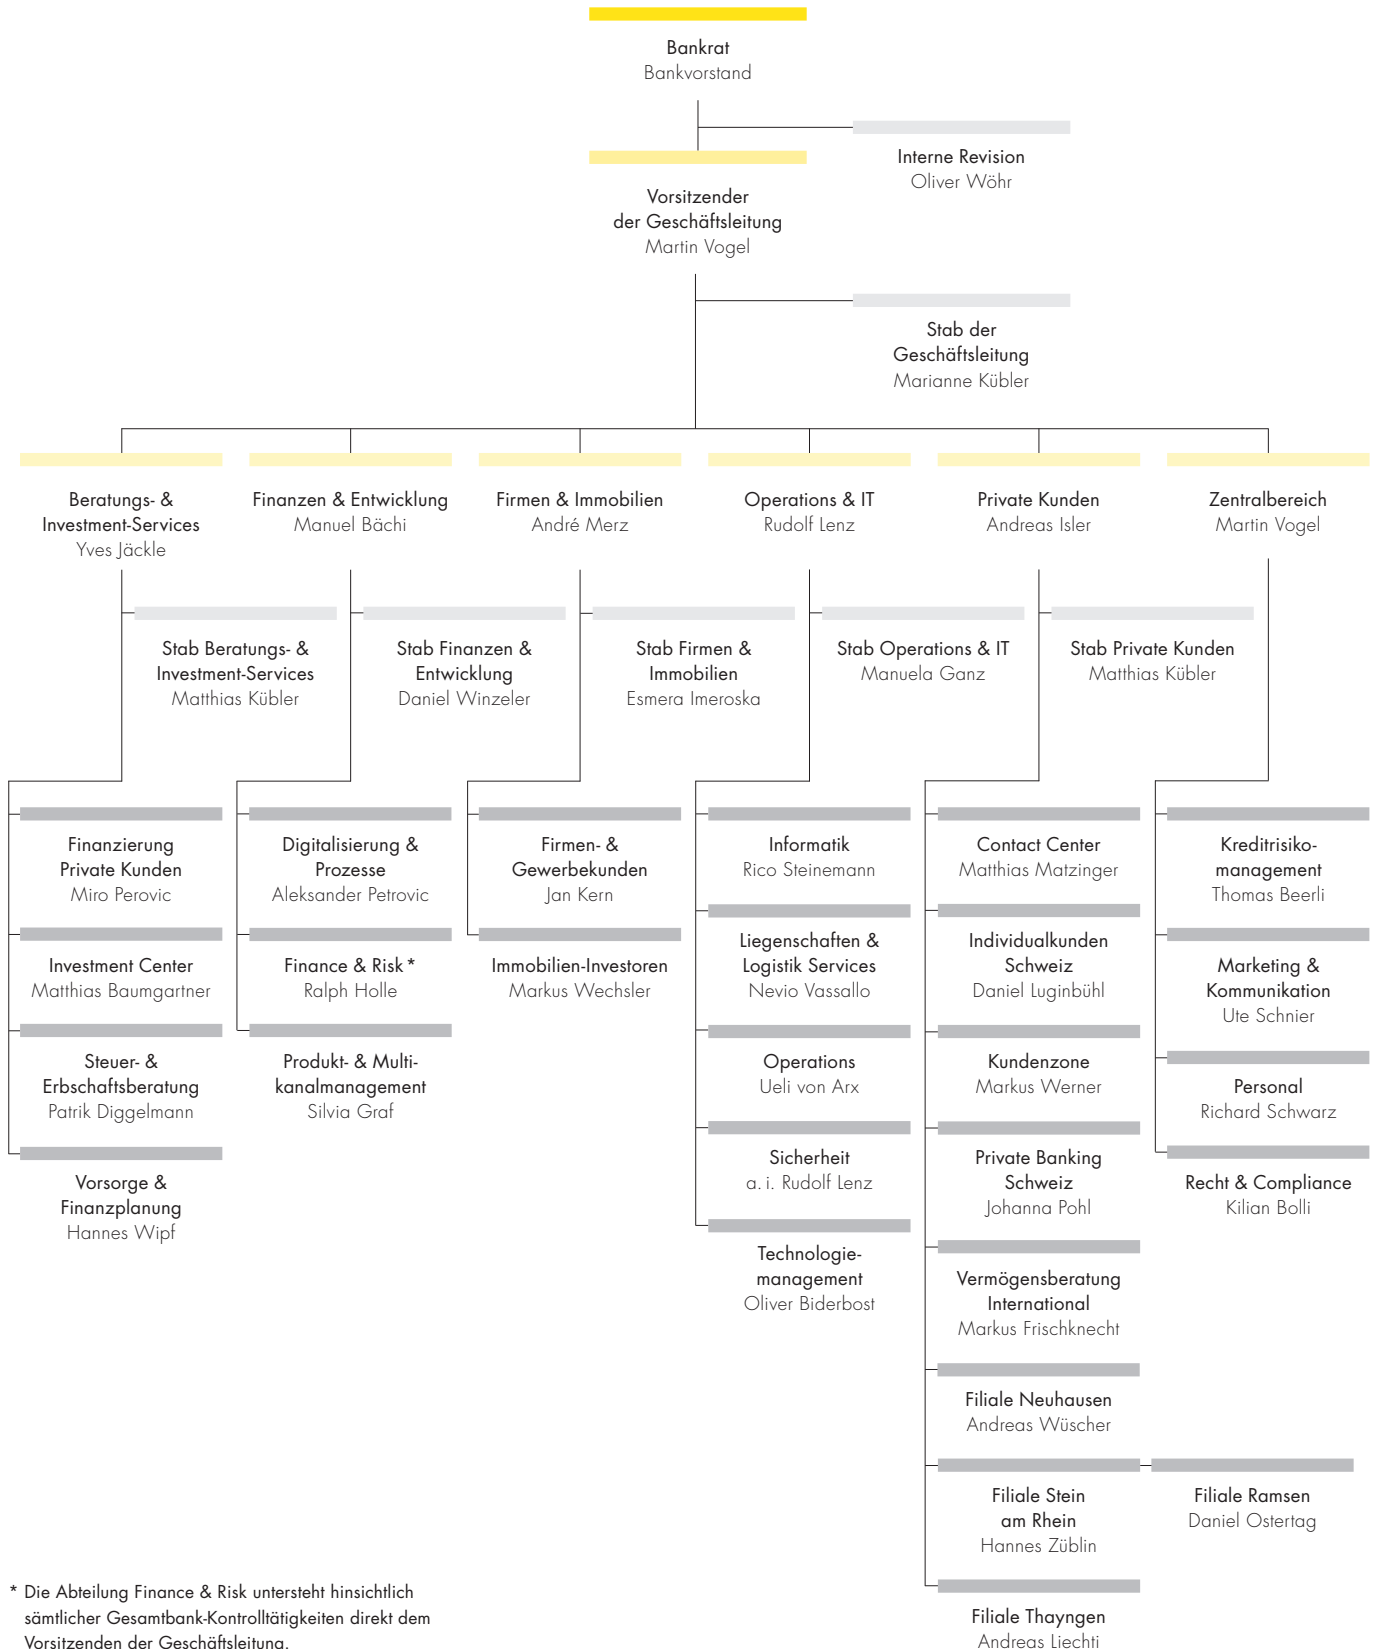 Bankrat
Bankvorstand
Interne Revision
Oliver Wöhr
Vorsitzender
der Geschäftsleitung
Martin Vogel
Stab der
Geschäftsleitung
Marianne Kübler
Beratungs- &
Investment-Services
Yves Jäckle
Finanzen & Entwicklung
Manuel Bächi
Firmen & Immobilien
André Merz
Operations & IT
Rudolf Lenz
Private Kunden
Andreas Isler
Zentralbereich
Martin Vogel
Stab Beratungs- &
Investment-Services
Matthias Kübler
Stab Finanzen &
Entwicklung
Daniel Winzeler
Stab Firmen &
Immobilien
Esmera Imeroska
Stab Operations & IT
Manuela Ganz
Stab Private Kunden
Matthias Kübler
Finanzierung
Private Kunden
Miro Perovic
Investment Center
Matthias Baumgartner
Steuer- &
Erbschaftsberatung
Patrik Diggelmann
Vorsorge &
Finanzplanung
Hannes Wipf
Digitalisierung &
Prozesse
Aleksander Petrovic
Finance & Risk *
Ralph Holle
Produkt- & Multi-
kanalmanagement
Silvia Graf
Firmen- &
Gewerbekunden
Jan Kern
Immobilien-Investoren
Markus Wechsler
Informatik
Rico Steinemann
Liegenschaften &
Logistik Services
Nevio Vassallo
Operations
Ueli von Arx
Sicherheit
a. i. Rudolf Lenz
Technologie-
management
Oliver Biderbost
Contact Center
Matthias Matzinger
Individualkunden
Schweiz
Daniel Luginbühl
Kundenzone
Markus Werner
Private Banking
Schweiz
Johanna Pohl
Vermögensberatung
International
Markus Frischknecht
Filiale Neuhausen
Andreas Wüscher
Filiale Stein
am Rhein
Hannes Züblin
Filiale Ramsen
Daniel Ostertag
Filiale Thayngen
Andreas Liechti
Kreditrisiko-
management
Thomas Beerli
Marketing &
Kommunikation
Ute Schnier
Personal
Richard Schwarz
Recht & Compliance
Kilian Bolli
* Die Abteilung Finance & Risk untersteht hinsichtlich
sämtlicher Gesamtbank-Kontrolltätigkeiten direkt dem
Vorsitzenden der Geschäftsleitung.